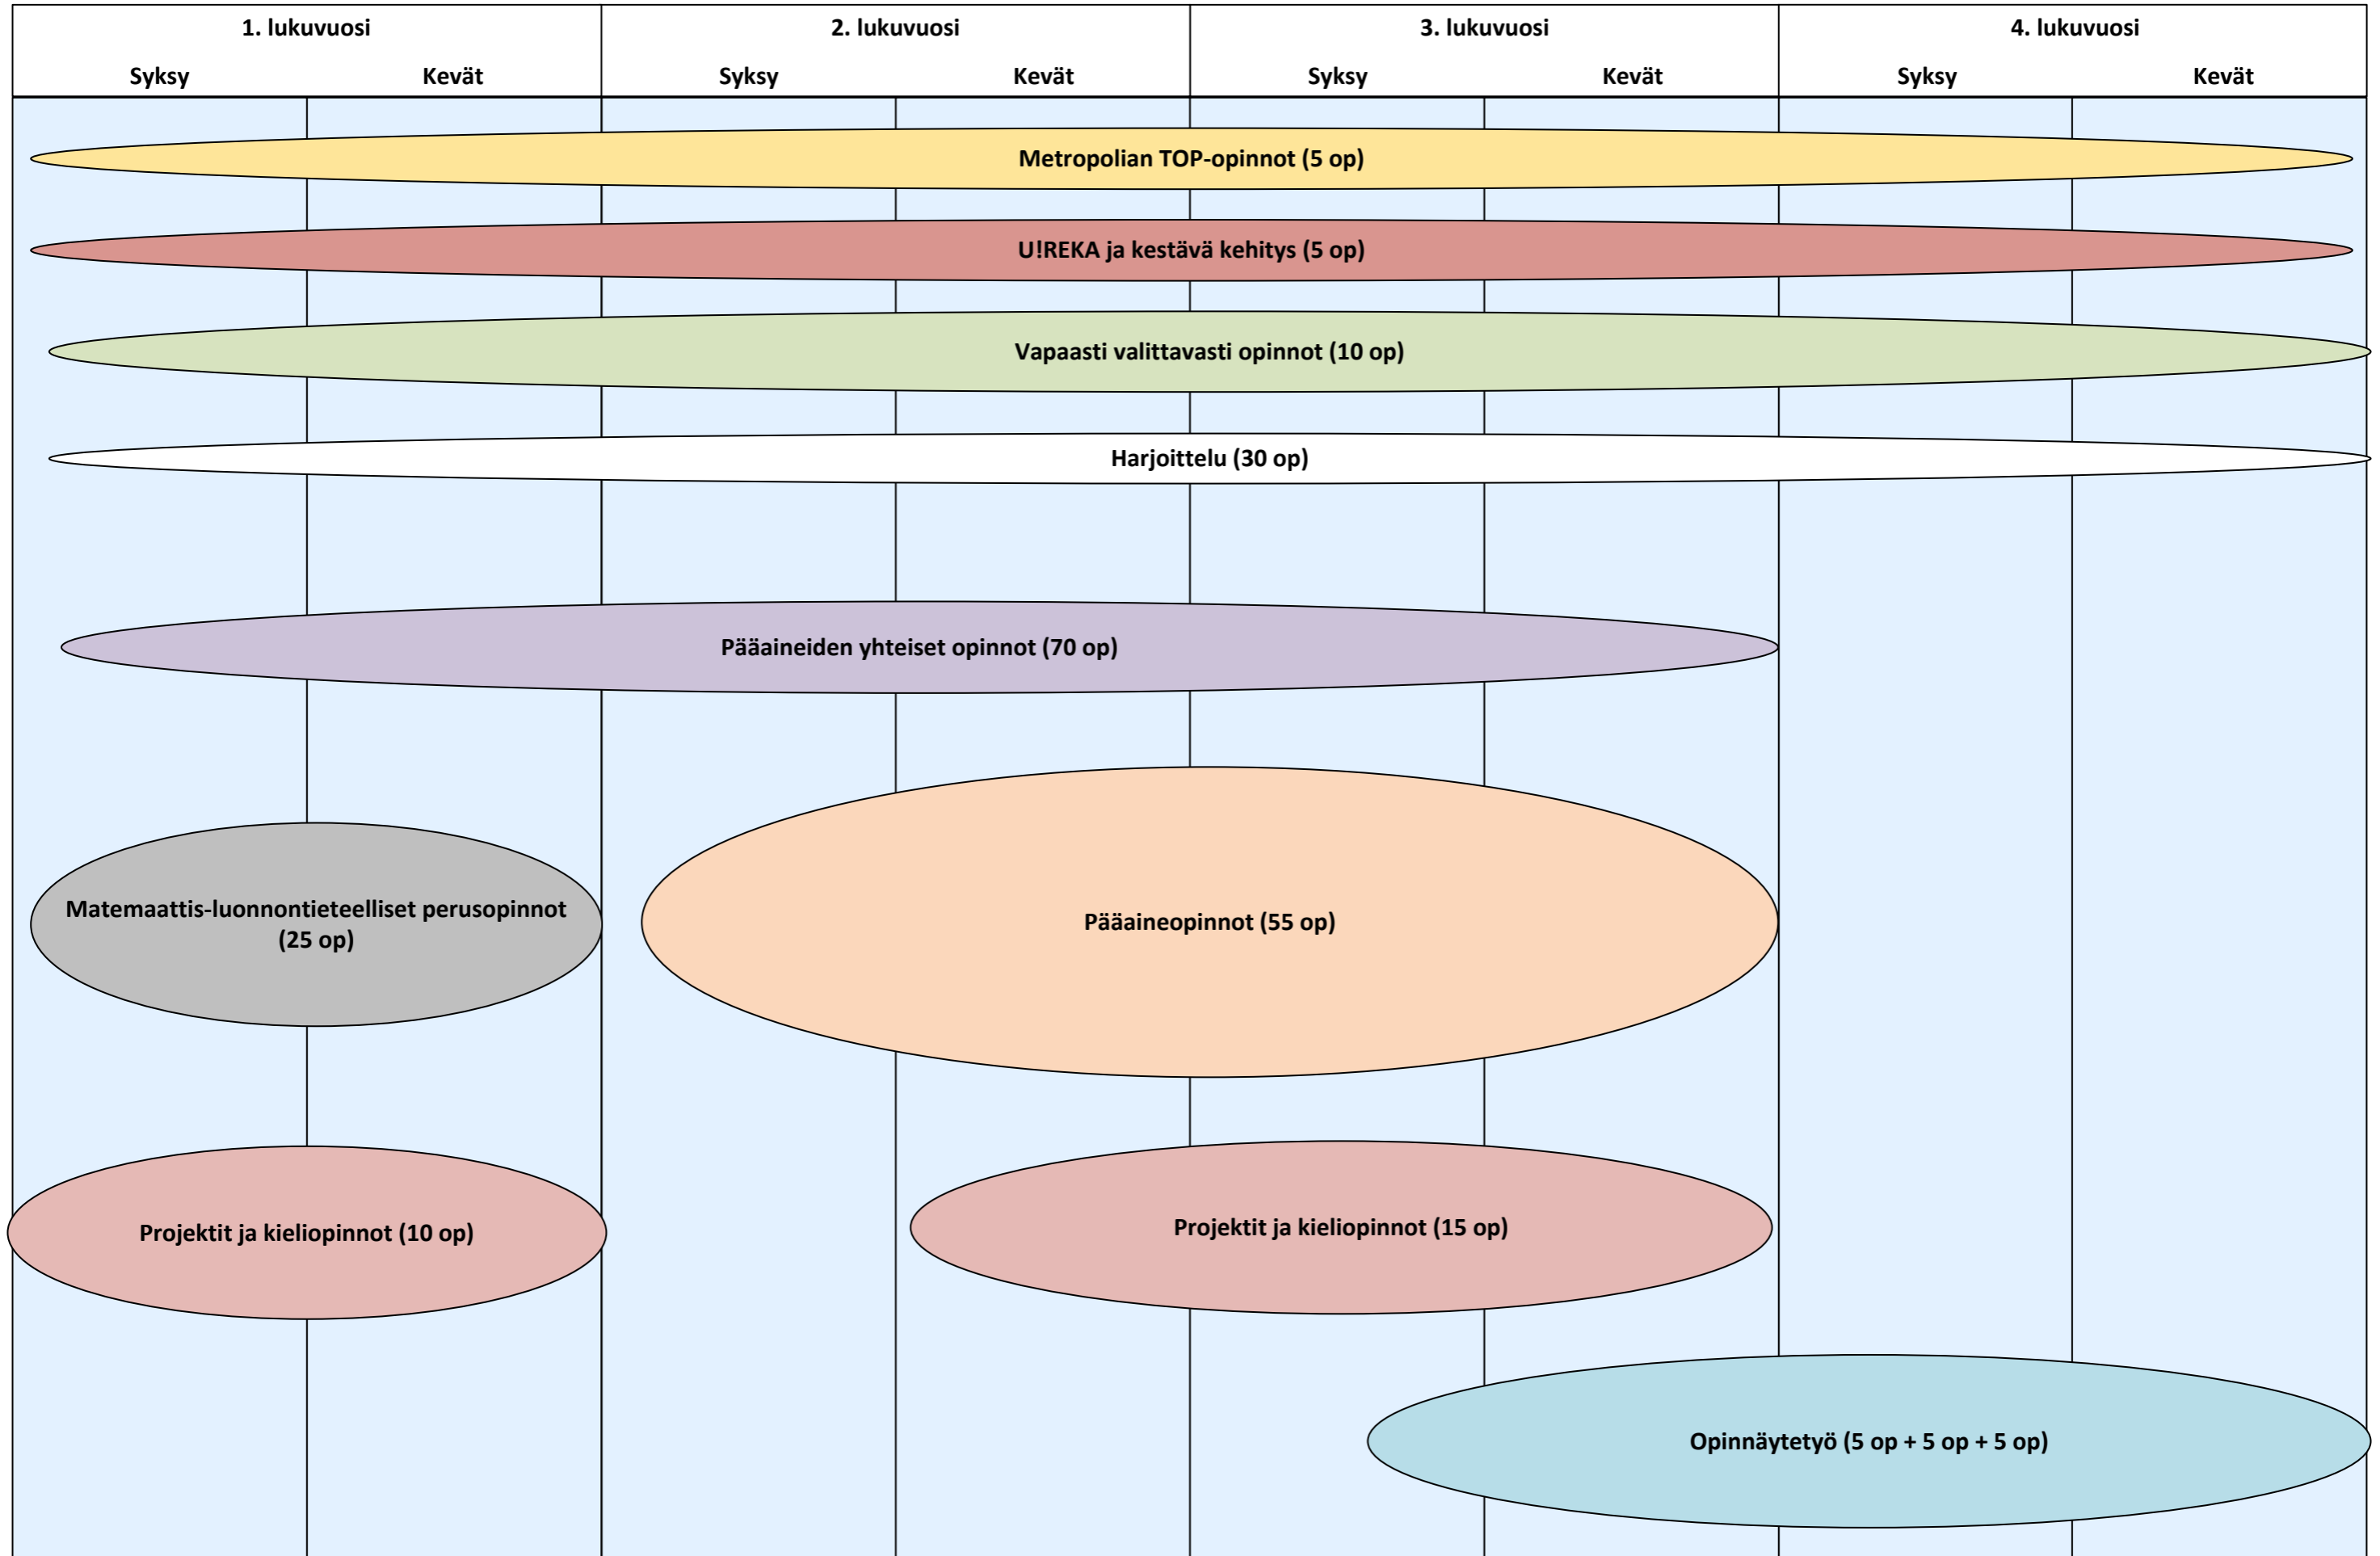 1. lukuvuosi 2. lukuvuosi 3. lukuvuosi 4. lukuvuosi
Syksy Kevät Syksy Kevät Syksy Kevät Syksy Kevät
Metropolian TOP-opinnot (5 op)
U!REKA ja kestävä kehitys (5 op)
Vapaasti valittavasti opinnot (10 op)
Harjoittelu (30 op)
Pääaineiden yhteiset opinnot (70 op)
Matemaattis-luonnontieteelliset perusopinnot
(25 op)
Pääaineopinnot (55 op)
Projektit ja kieliopinnot (10 op)
Projektit ja kieliopinnot (15 op)
Opinnäytetyö (5 op + 5 op + 5 op)